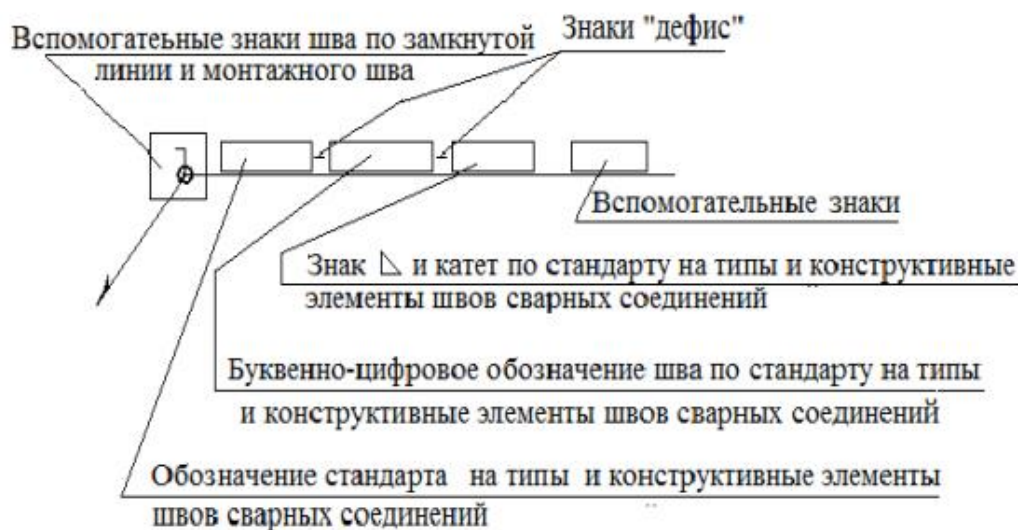 Вспомогатеьные знаки шва по замкнутой
линии и монтажного шва
Знаки "дефис"
Вспомогательные знаки
Знак ⊿ и катет по стандарту на типы и конструктивные
элементы швов сварных соединений
Буквенно-цифровое обозначение шва по стандарту на типы
и конструктивные элементы швов сварных соединений
Обозначение стандарта на типы и конструктивные элементы
швов сварных соединений